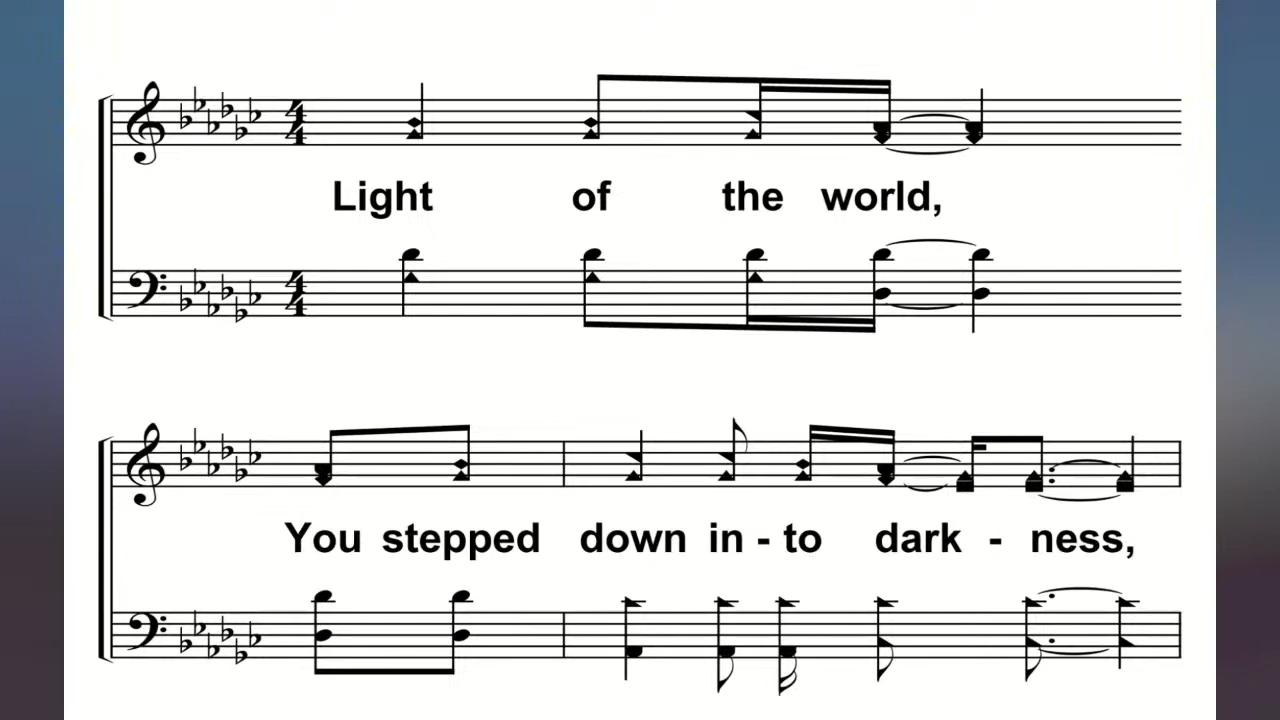 Light of the world,
You stepped down in - to dark - ness,